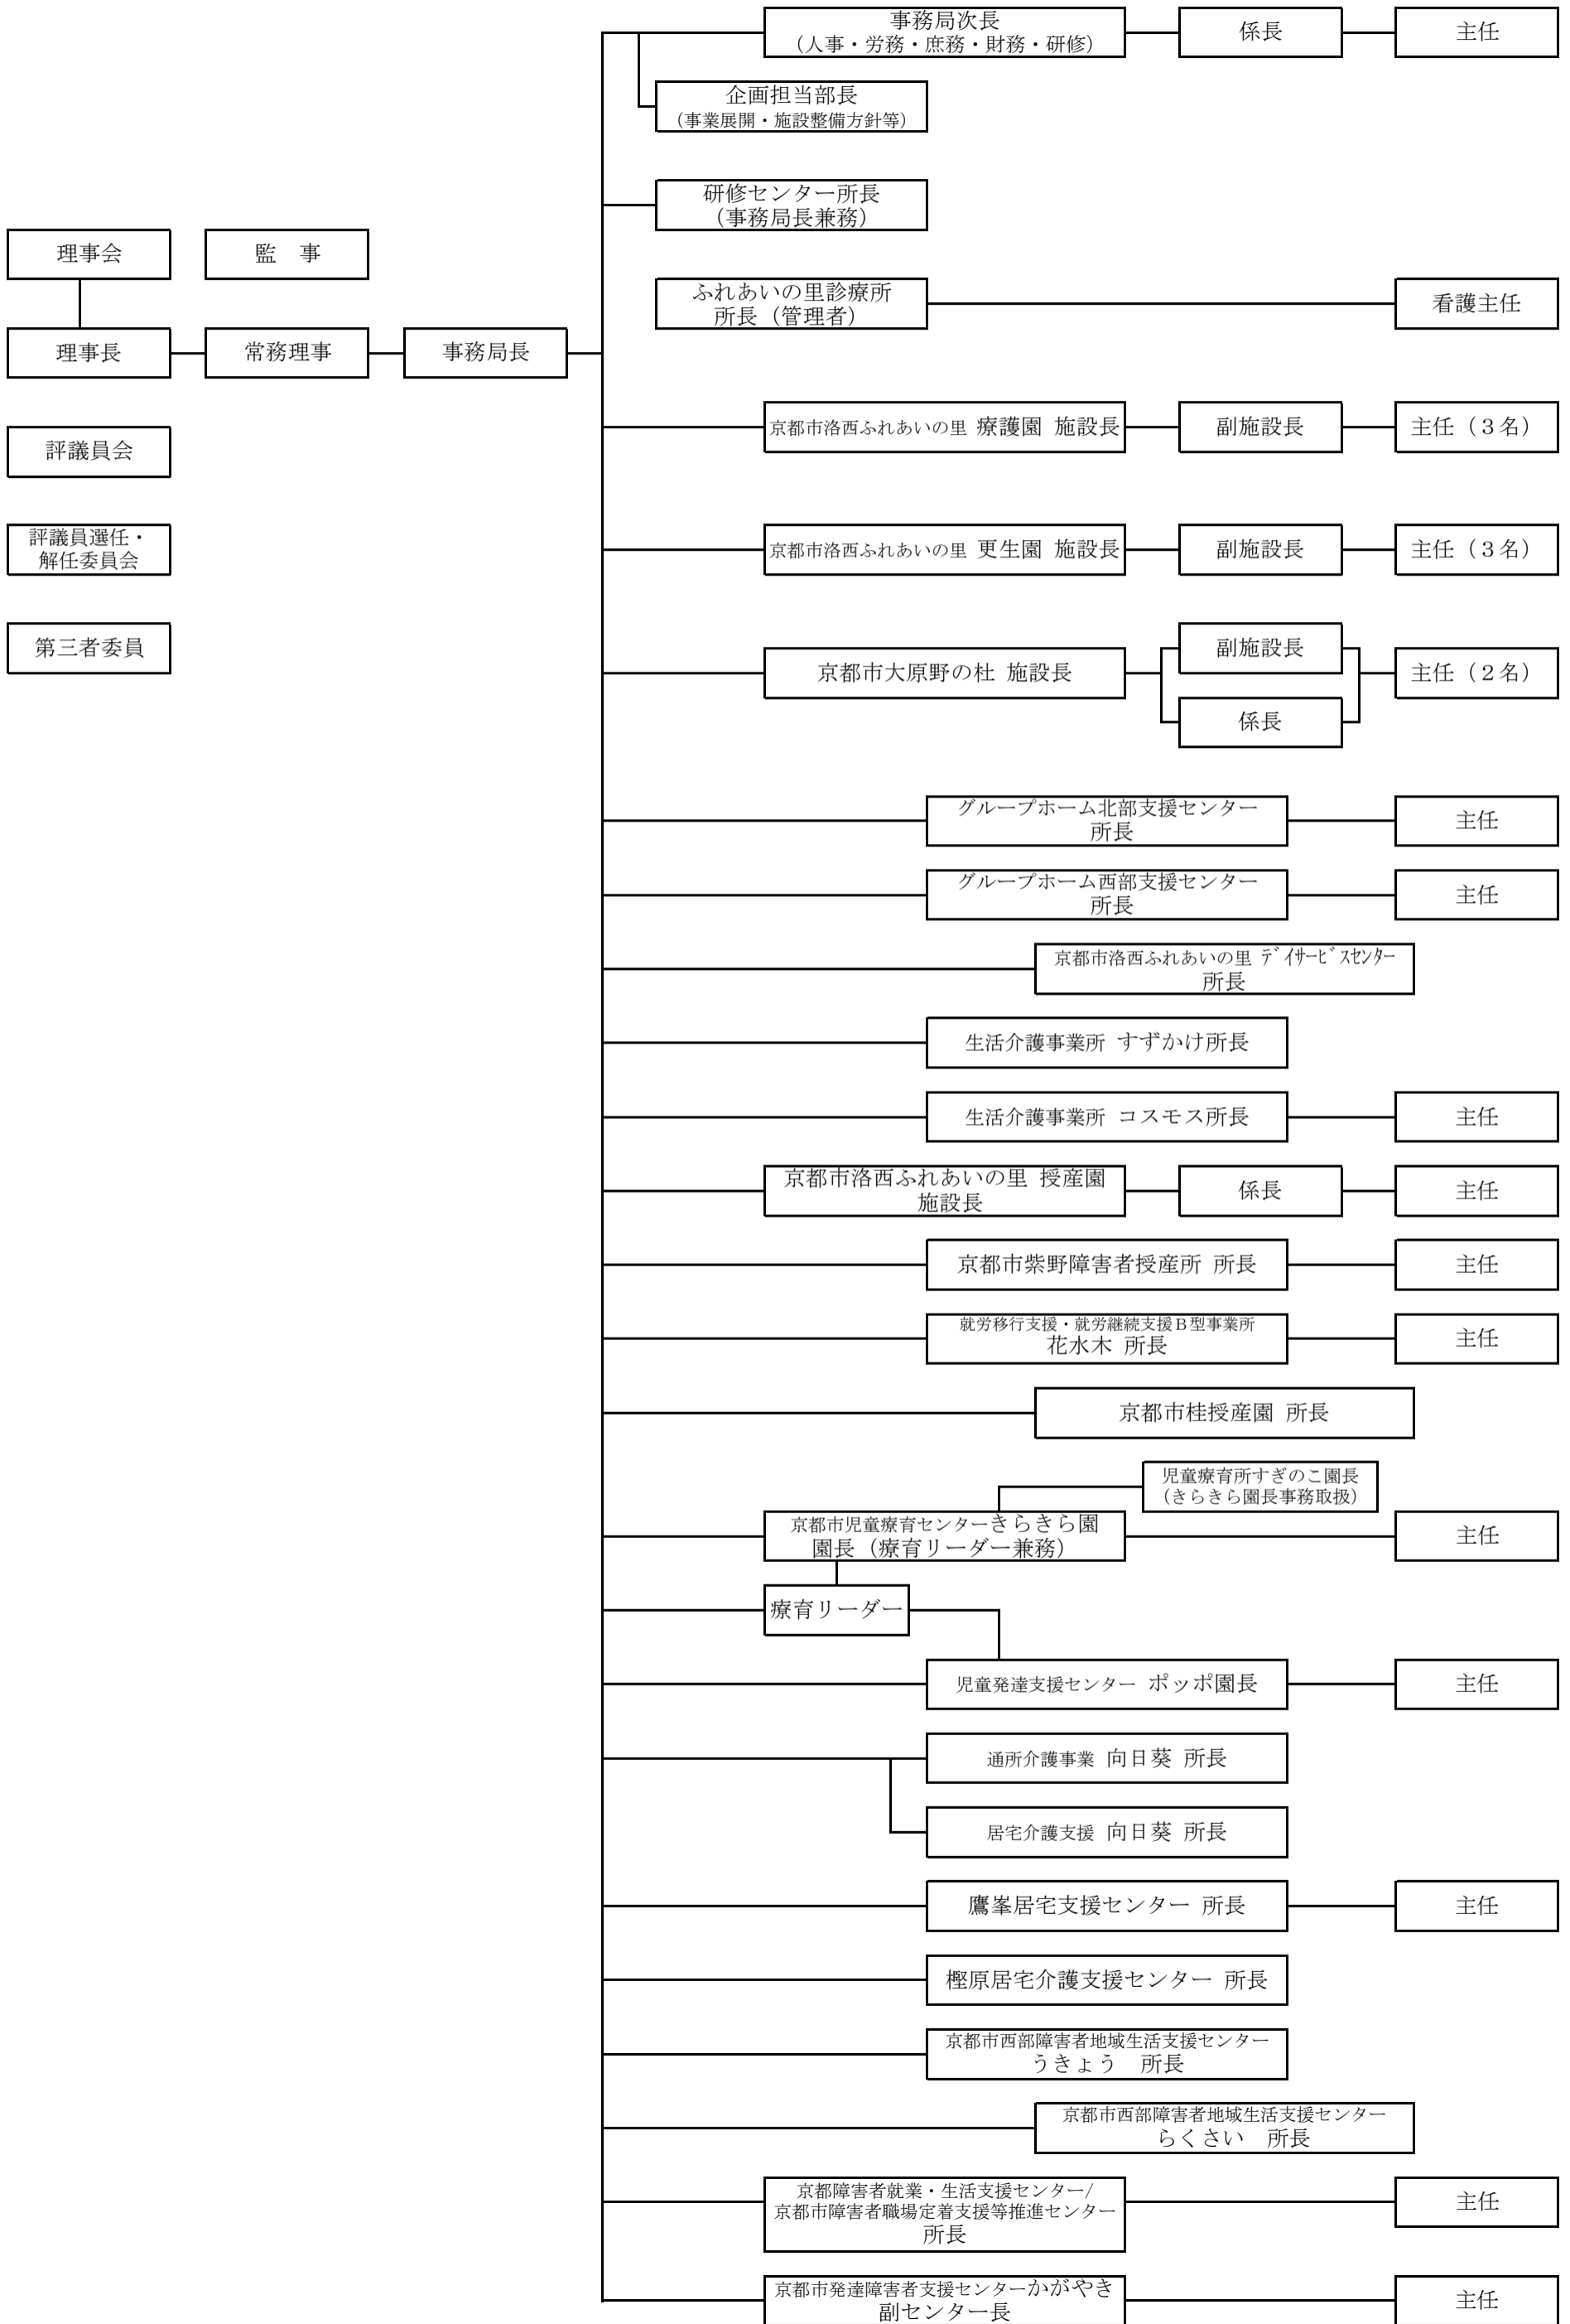 事務局次長
（人事・労務・庶務・財務・研修）
係長
主任
企画担当部長
（事業展開・施設整備方針等）
研修センター所長
（事務局長兼務）
理事会
監　事
ふれあいの里診療所
所長（管理者）
看護主任
理事長
常務理事
事務局長
京都市洛西ふれあいの里 療護園 施設長
副施設長
主任（３名）
評議員会
評議員選任・
解任委員会
京都市洛西ふれあいの里 更生園 施設長
副施設長
主任（３名）
第三者委員
京都市大原野の杜 施設長
副施設長
係長
主任（２名）
グループホーム北部支援センター
所長
主任
グループホーム西部支援センター
所長
主任
京都市洛西ふれあいの里 ﾃﾞｲｻｰﾋﾞｽｾﾝﾀｰ
所長
生活介護事業所 すずかけ所長
生活介護事業所 コスモス所長
主任
京都市洛西ふれあいの里 授産園
施設長
係長
主任
京都市紫野障害者授産所 所長
主任
就労移行支援・就労継続支援Ｂ型事業所
花水木 所長
主任
京都市桂授産園 所長
児童療育所すぎのこ園長
（きらきら園長事務取扱）
京都市児童療育センターきらきら園
園長（療育リーダー兼務）
主任
療育リーダー
児童発達支援センター ポッポ園長
主任
通所介護事業 向日葵 所長
居宅介護支援 向日葵 所長
鷹峯居宅支援センター 所長
主任
樫原居宅介護支援センター 所長
京都市西部障害者地域生活支援センター
うきょう　所長
京都市西部障害者地域生活支援センター
らくさい　所長
京都障害者就業・生活支援センター/
京都市障害者職場定着支援等推進センター
所長
主任
京都市発達障害者支援センターかがやき
副センター長
主任